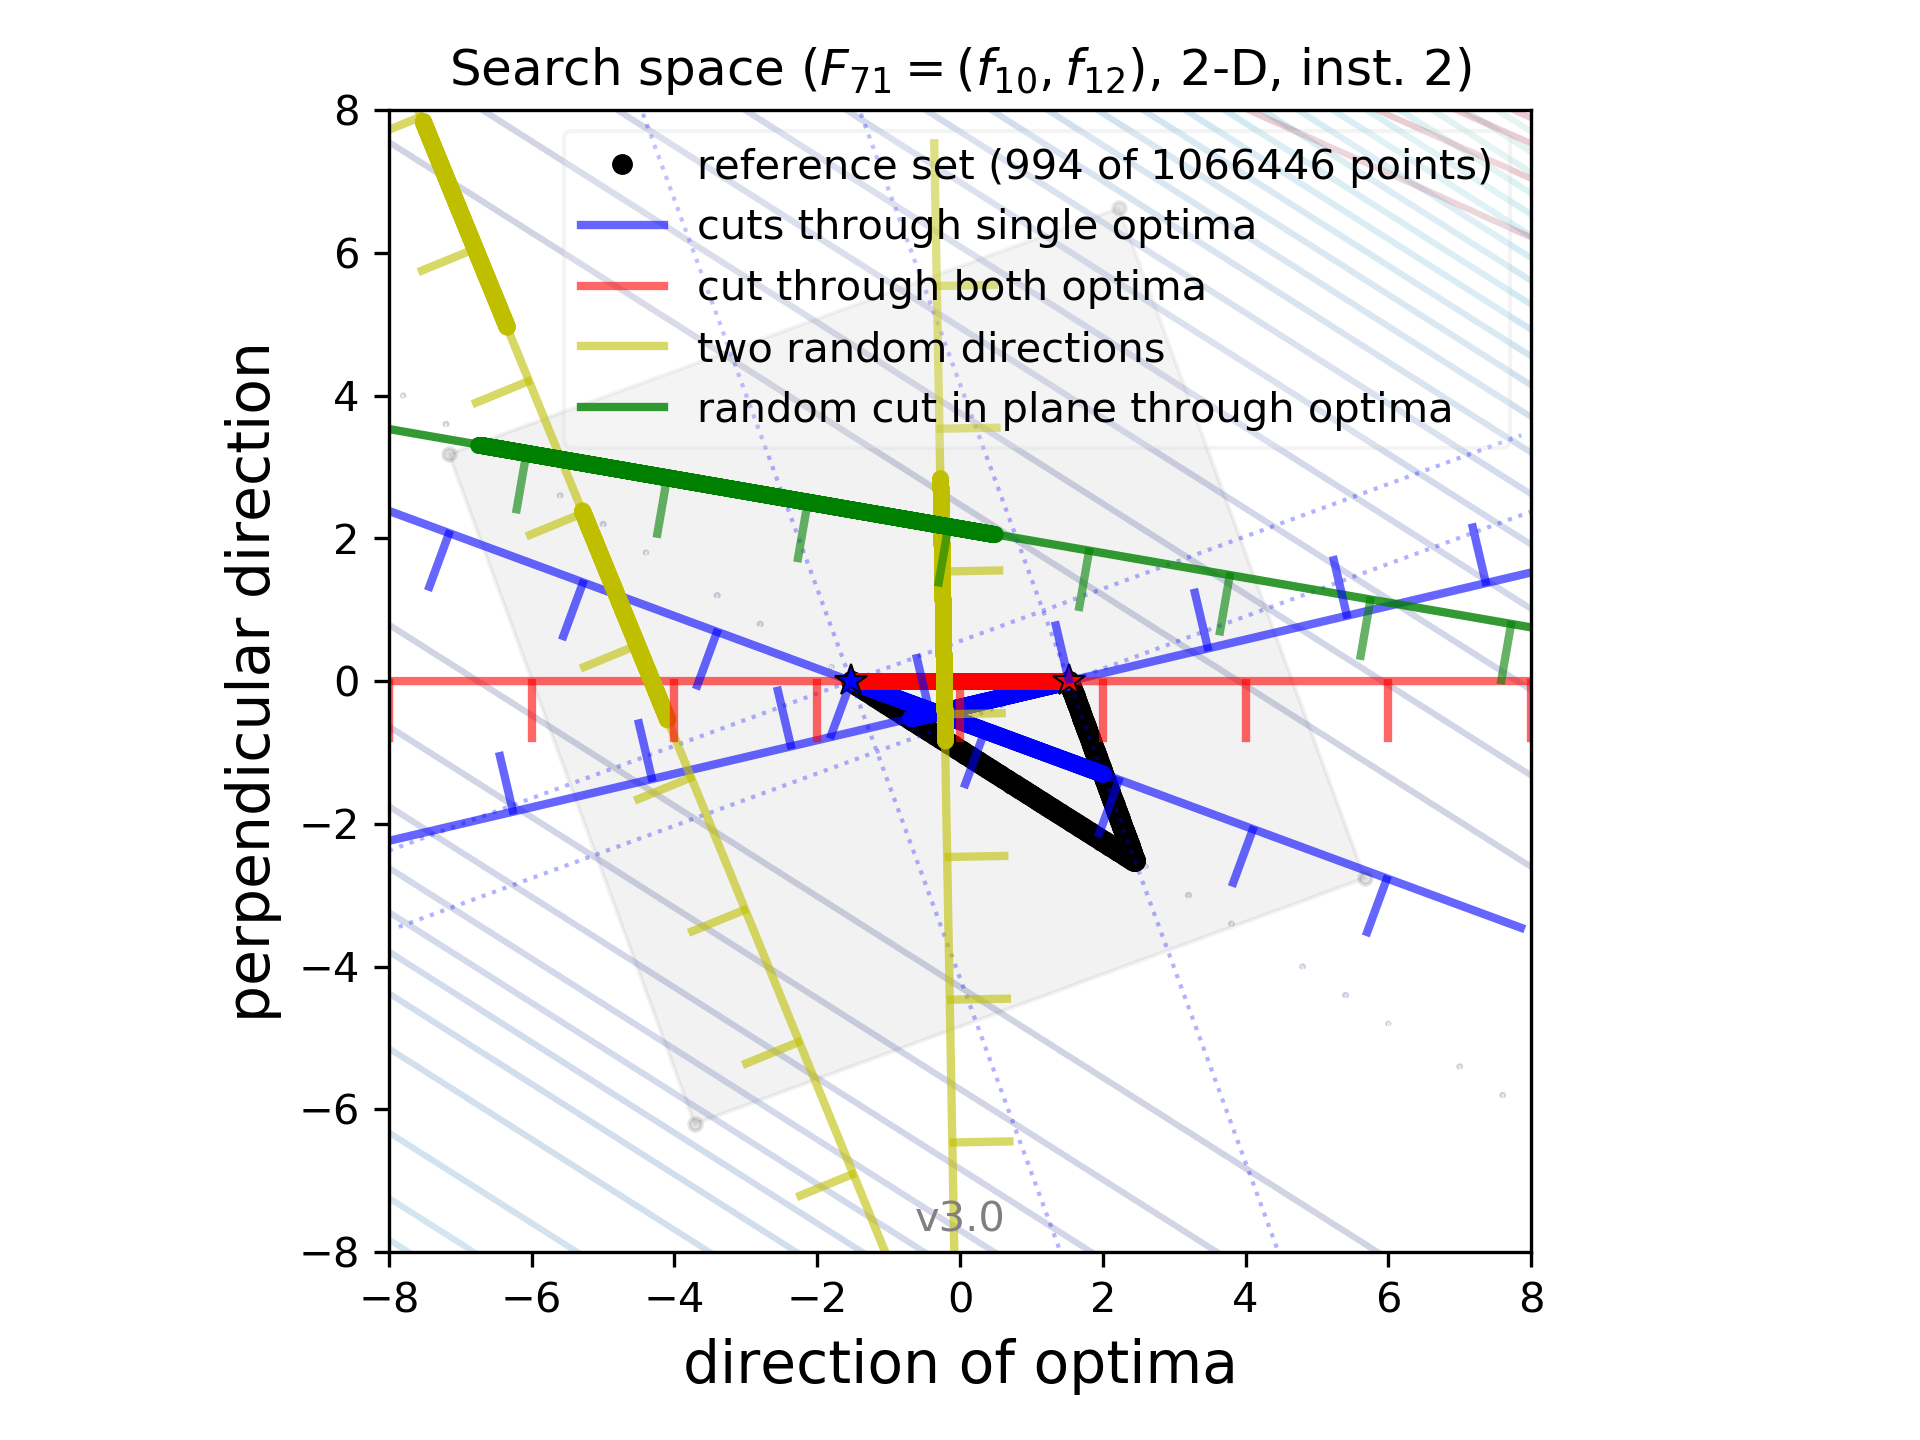 Search space (F71 = (f10, f12), 2-D, inst. 2)
8
reference set (994 of 1066446 points)
cuts through single optima
6
cut through both optima
two random directions
4
random cut in plane through optima
2
0
−2
−4
−6
−8
perpendicular direction
v3.0
−8 −6 −4 −2 0 2 4 6 8
direction of optima